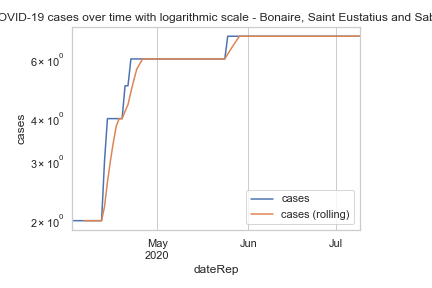 OVID-19 cases over time with logarithmic scale - Bonaire, Saint Eustatius and Sab
6 × 10⁰
4 × 10⁰
3 × 10⁰
2 × 10⁰
cases
cases
cases (rolling)
May
2020
Jun
Jul
dateRep